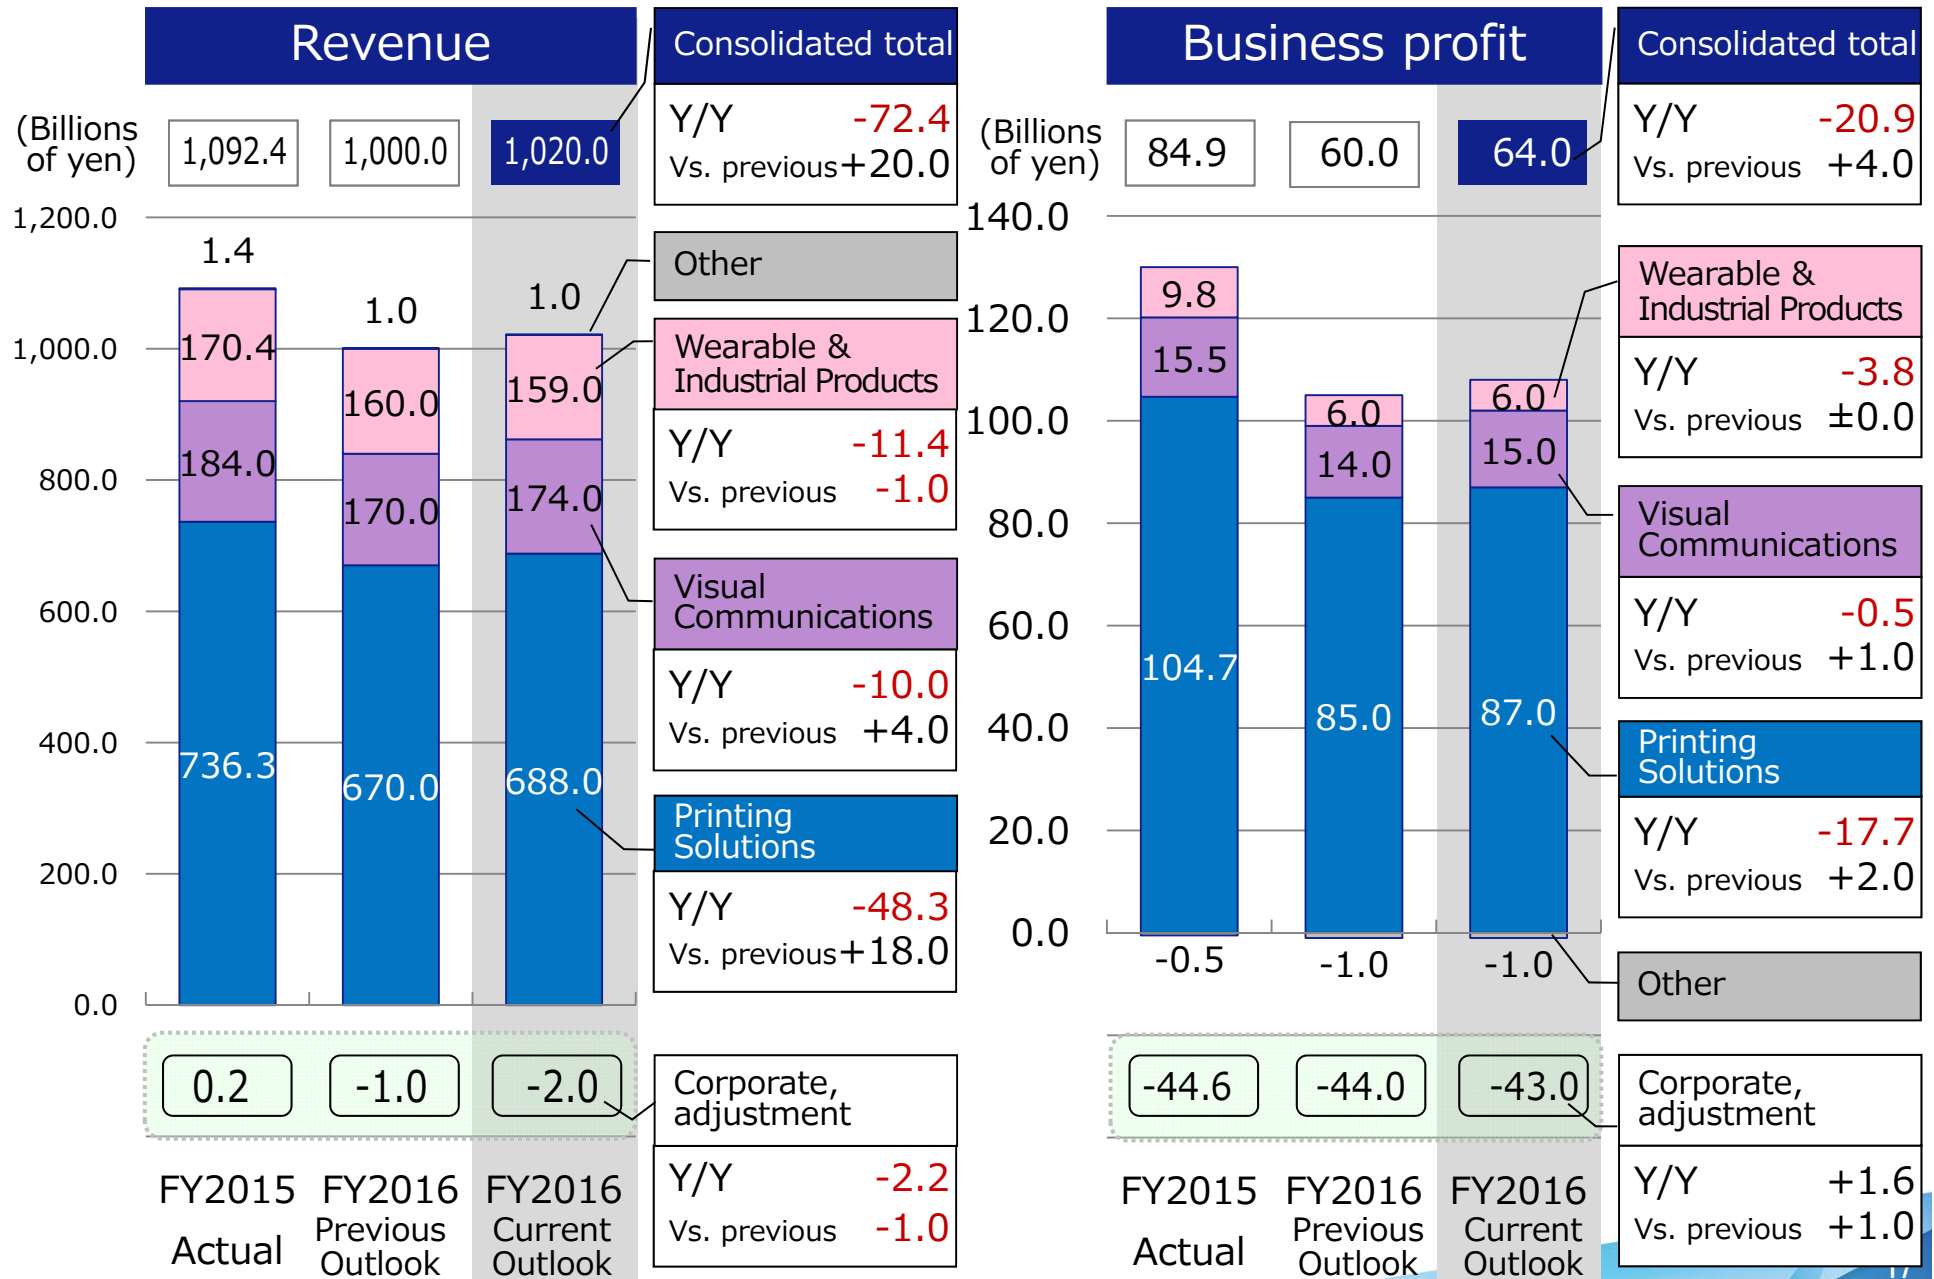 Revenue
Consolidated total
Y/Y -72.4
Vs. previous +20.0
(Billions
of yen)
1,092.4
1,000.0
1,020.0
1,200.0
1,000.0
800.0
600.0
400.0
200.0
0.0
1.4
170.4
184.0
736.3
1.0
160.0
170.0
670.0
1.0
159.0
174.0
688.0
Other
Wearable &
Industrial Products
Y/Y -11.4
Vs. previous -1.0
Visual
Communications
Y/Y -10.0
Vs. previous +4.0
Printing
Solutions
Y/Y -48.3
Vs. previous +18.0
0.2
-1.0
-2.0
Corporate,
adjustment
Y/Y -2.2
Vs. previous -1.0
FY2015
Actual
FY2016
Previous
Outlook
FY2016
Current
Outlook
Business profit
Consolidated total
Y/Y -20.9
Vs. previous +4.0
(Billions
of yen)
84.9
60.0
64.0
140.0
120.0
100.0
80.0
60.0
40.0
20.0
0.0
9.8
15.5
104.7
-0.5
6.0
14.0
85.0
-1.0
6.0
15.0
87.0
-1.0
Wearable &
Industrial Products
Y/Y -3.8
Vs. previous ±0.0
Visual
Communications
Y/Y -0.5
Vs. previous +1.0
Printing
Solutions
Y/Y -17.7
Vs. previous +2.0
Other
-44.6
-44.0
-43.0
Corporate,
adjustment
Y/Y +1.6
Vs. previous +1.0
FY2015
Actual
FY2016
Previous
Outlook
FY2016
Current
Outlook
17